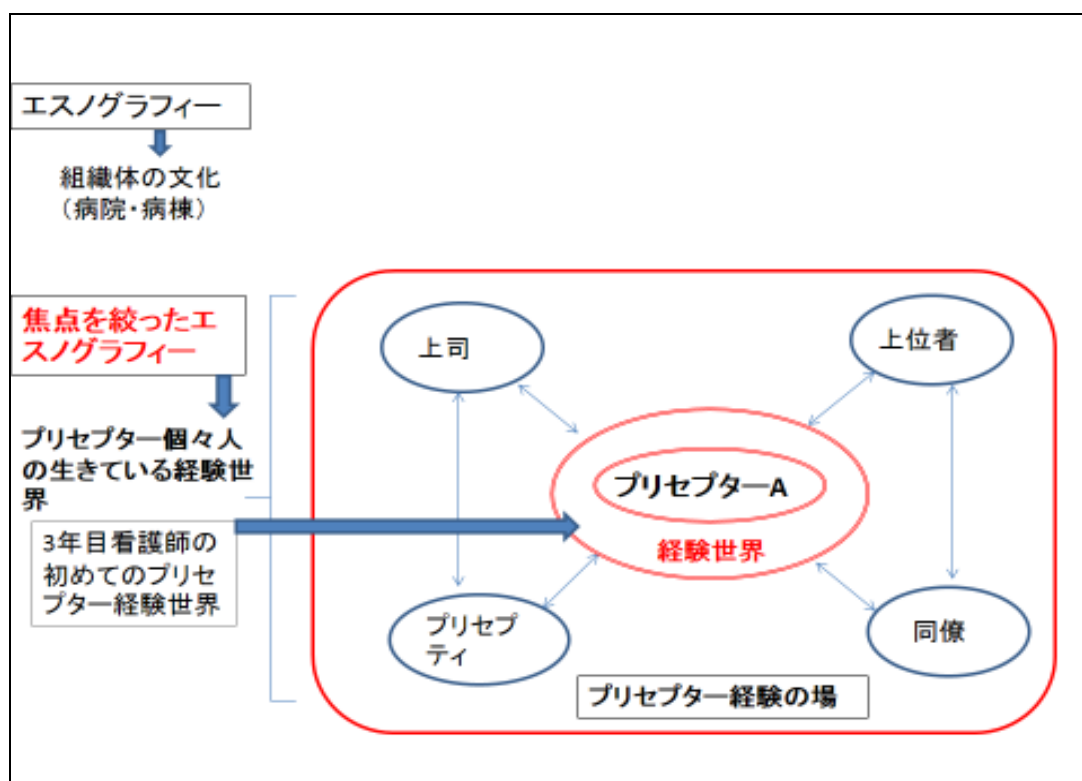 エスノグラフィー
組織体の文化
（病院・病棟）
焦点を絞ったエ
スノグラフィー
プリセプター個々人
の生きている経験世
界
3年目看護師の
初めてのプリセ
プター経験世界
上司
上位者
プリセプターA
経験世界
プリセプ
ティ
同僚
プリセプター経験の場